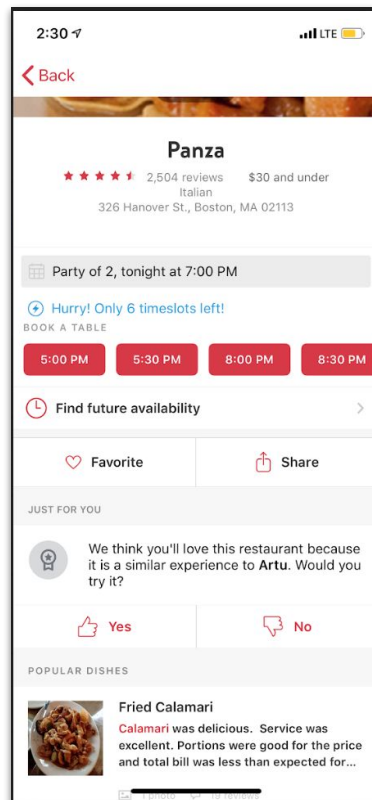 2:30
LTE
Back
Panza
2,504 reviews $30 and under
Italian
326 Hanover St., Boston, MA 02113
Party of 2, tonight at 7:00 PM
Hurry! Only 6 timeslots left!
BOOK A TABLE
5:00 PM 5:30 PM 8:00 PM 8:30 PM
Find future availability
Favorite Share
JUST FOR YOU
We think you'll love this restaurant because
it is a similar experience to Artu. Would you
try it?
Yes No
POPULAR DISHES
Fried Calamari
Calamari was delicious. Service was
excellent. Portions were good for the price
and total bill was less than expected for...
1 photo 19 reviews